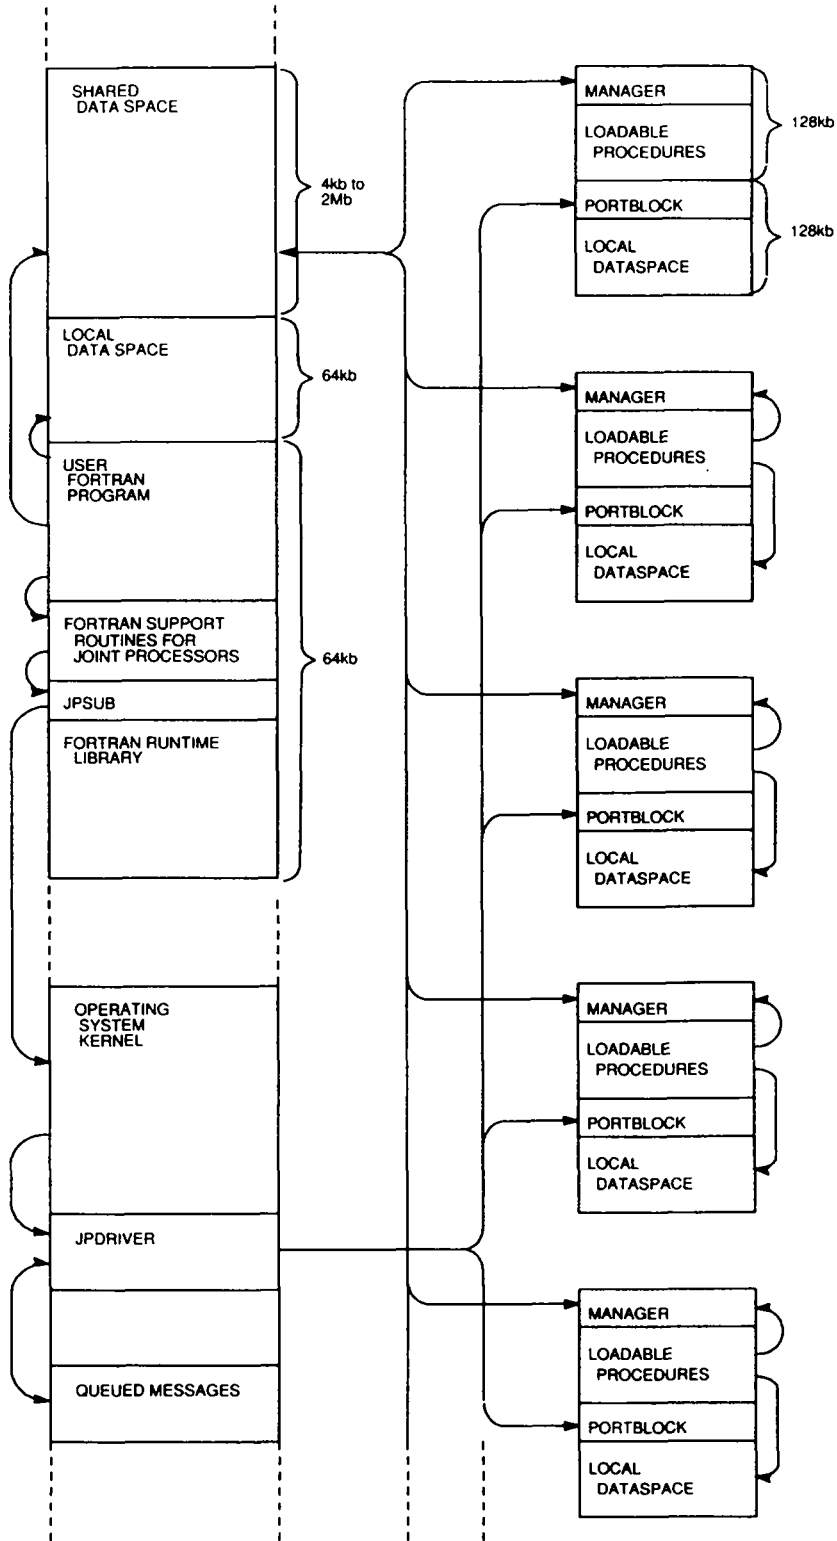 SHARED
DATA SPACE
4kb to
2Mb
LOCAL
DATA SPACE
64kb
USER
FORTRAN
PROGRAM
FORTRAN SUPPORT
ROUTINES FOR
JOINT PROCESSORS
64kb
JPSUB
FORTRAN RUNTIME
LIBRARY
OPERATING
SYSTEM
KERNEL
JPDRIVER
QUEUED MESSAGES
MANAGER
LOADABLE
PROCEDURES
128kb
PORTBLOCK
LOCAL
DATASPACE
128kb
MANAGER
LOADABLE
PROCEDURES
PORTBLOCK
LOCAL
DATASPACE
MANAGER
LOADABLE
PROCEDURES
PORTBLOCK
LOCAL
DATASPACE
MANAGER
LOADABLE
PROCEDURES
PORTBLOCK
LOCAL
DATASPACE
MANAGER
LOADABLE
PROCEDURES
PORTBLOCK
LOCAL
DATASPACE